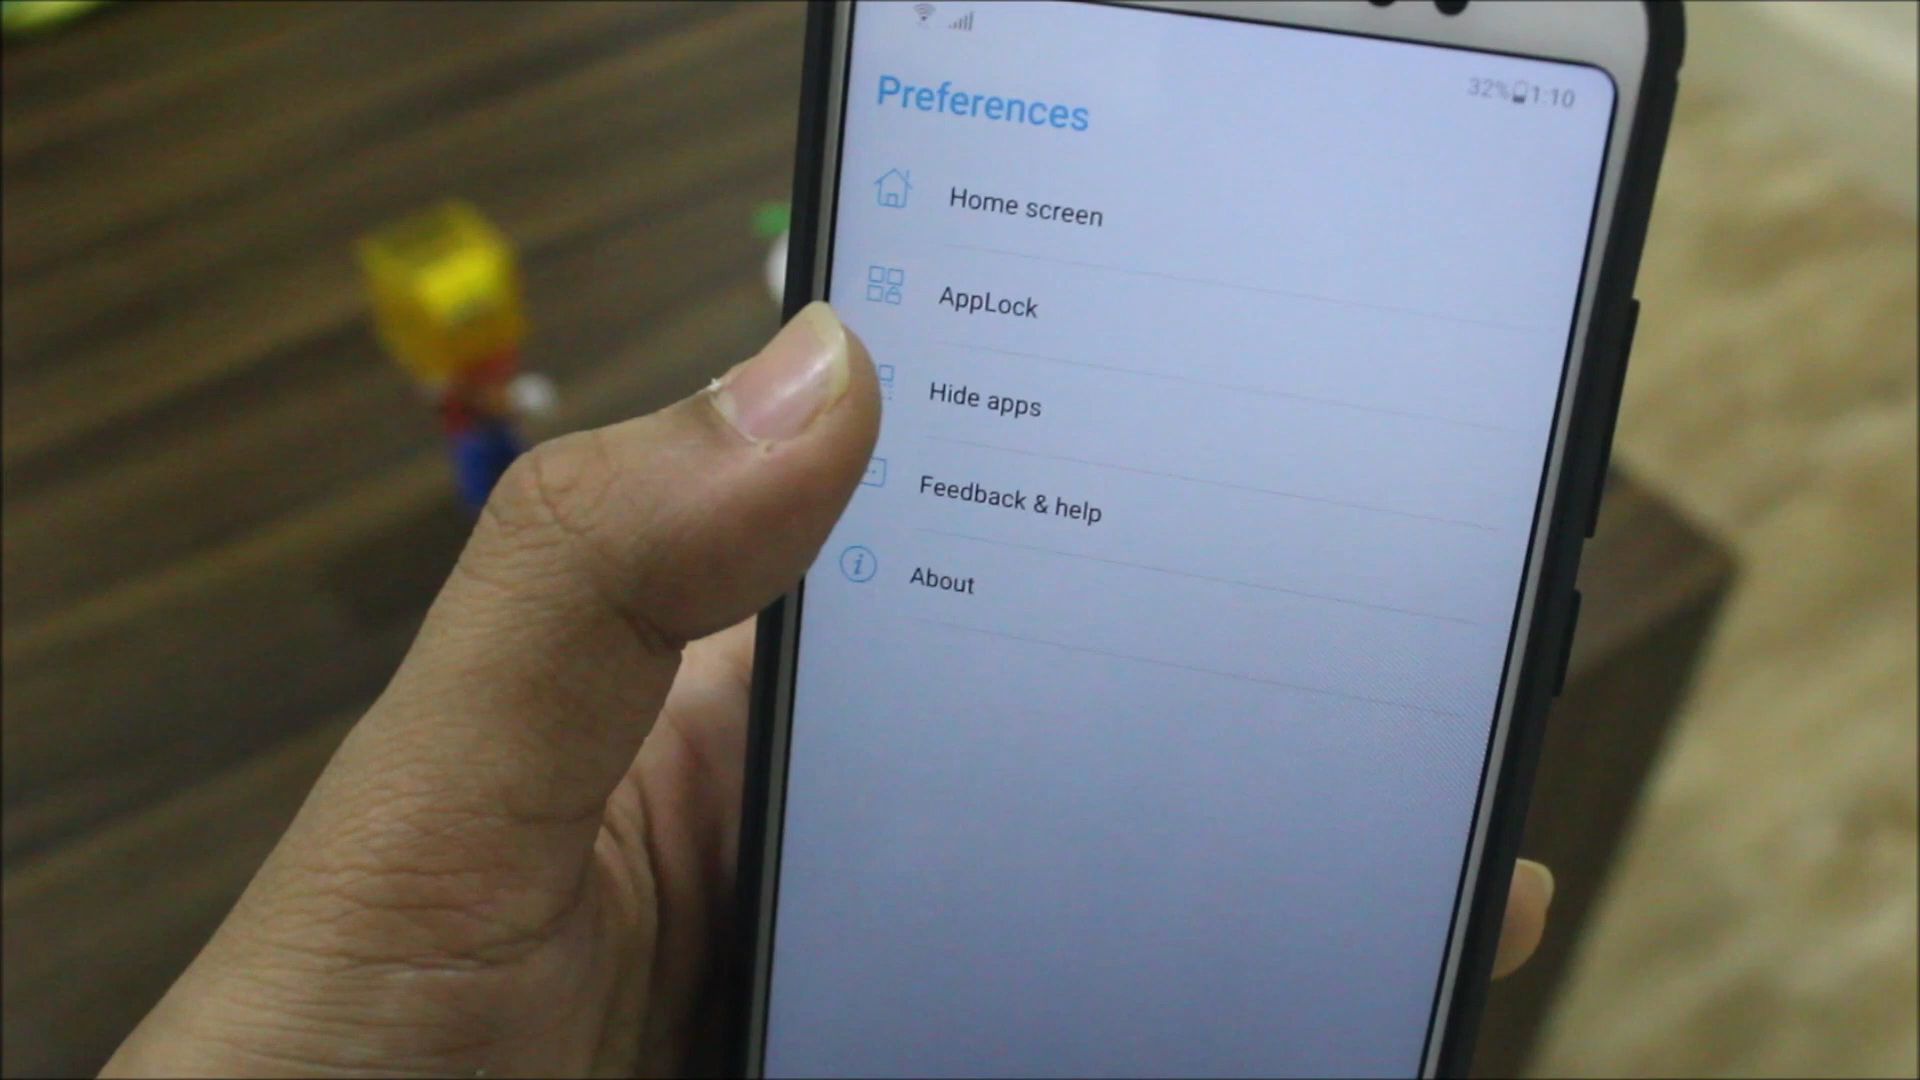 32% 1:10
Preferences
Home screen
AppLock
Hide apps
Feedback & help
About